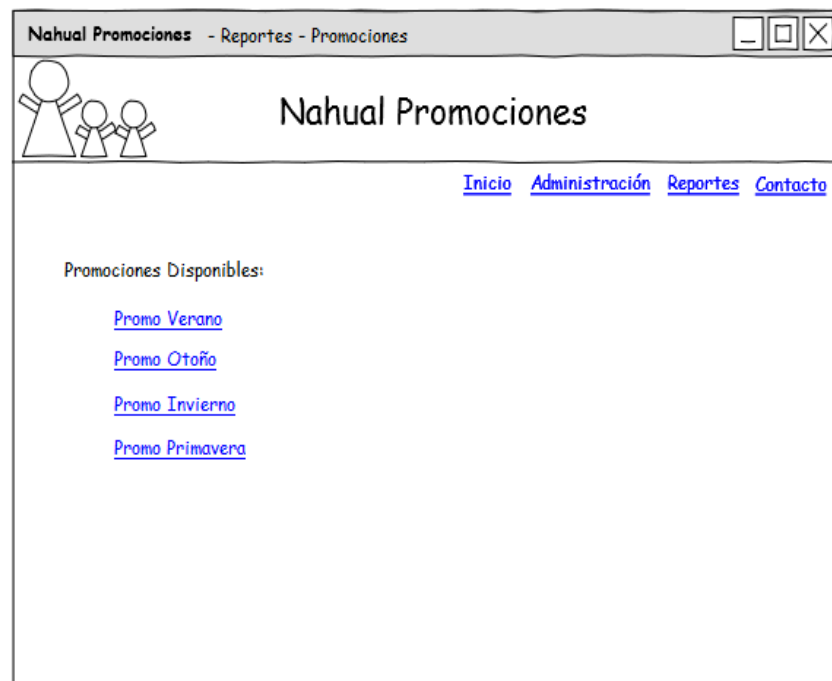 Nahual Promociones - Reportes - Promociones
Nahual Promociones
Inicio Administración Reportes Contacto
Promociones Disponibles:
Promo Verano
Promo Otoño
Promo Invierno
Promo Primavera